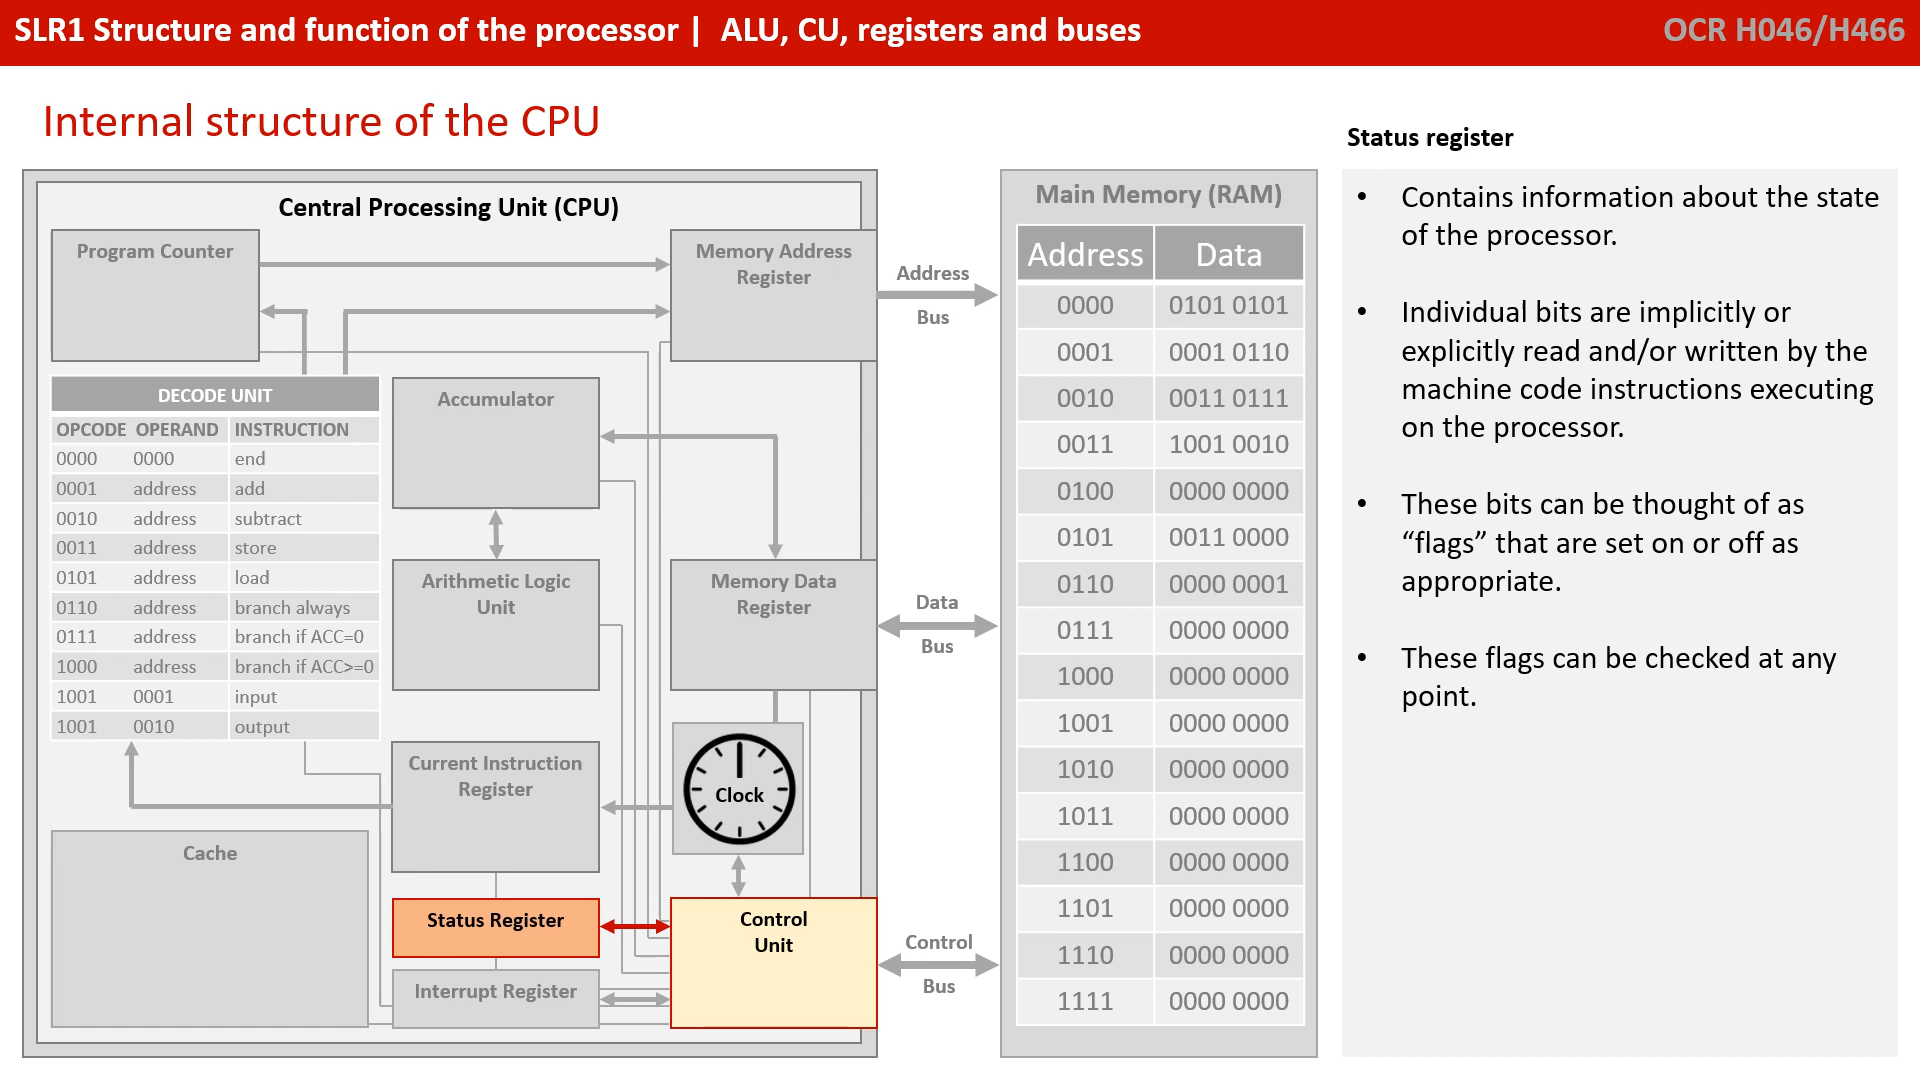 SLR1 Structure and function of the processor | ALU, CU, registers and buses
OCR H046/H466
Internal structure of the CPU
Central Processing Unit (CPU)
Program Counter
Memory Address
Register
DECODE UNIT
OPCODE OPERAND INSTRUCTION
0000 0000 end
0001 address add
0010 address subtract
0011 address store
0101 address load
0110 address branch always
0111 address branch if ACC=0
1000 address branch if ACC>=0
1001 0001 input
1001 0010 output
Accumulator
Arithmetic Logic
Unit
Memory Data
Register
Current Instruction
Register
Clock
Cache
Status Register
Control
Unit
Interrupt Register
Address
Bus
Data
Bus
Control
Bus
Main Memory (RAM)
Address Data
0000 0101 0101
0001 0001 0110
0010 0011 0111
0011 1001 0010
0100 0000 0000
0101 0011 0000
0110 0000 0001
0111 0000 0000
1000 0000 0000
1001 0000 0000
1010 0000 0000
1011 0000 0000
1100 0000 0000
1101 0000 0000
1110 0000 0000
1111 0000 0000
Status register
• Contains information about the state
of the processor.
• Individual bits are implicitly or
explicitly read and/or written by the
machine code instructions executing
on the processor.
• These bits can be thought of as
“flags” that are set on or off as
appropriate.
• These flags can be checked at any
point.